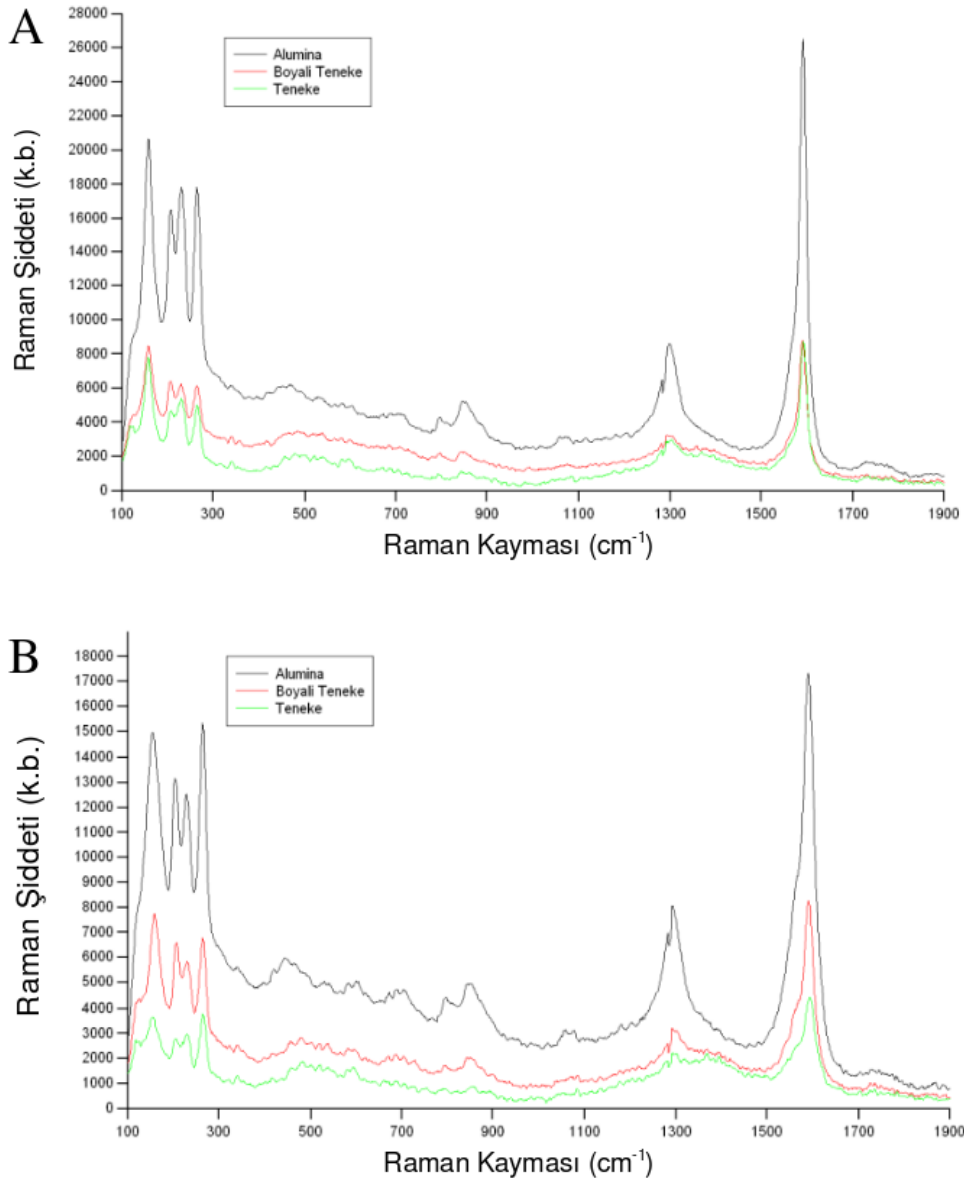 A
28000
26000
24000
22000
20000
18000
16000
14000
12000
10000
8000
6000
4000
2000
0
Raman Şiddeti (k.b.)
Alumina
Boyali Teneke
Teneke
100 300 500 700 900 1100 1300 1500 1700 1900
Raman Kayması (cm⁻¹)
B
18000
17000
16000
15000
14000
13000
12000
11000
10000
9000
8000
7000
6000
5000
4000
3000
2000
1000
0
Raman Şiddeti (k.b.)
Alumina
Boyali Teneke
Teneke
100 300 500 700 900 1100 1300 1500 1700 1900
Raman Kayması (cm⁻¹)